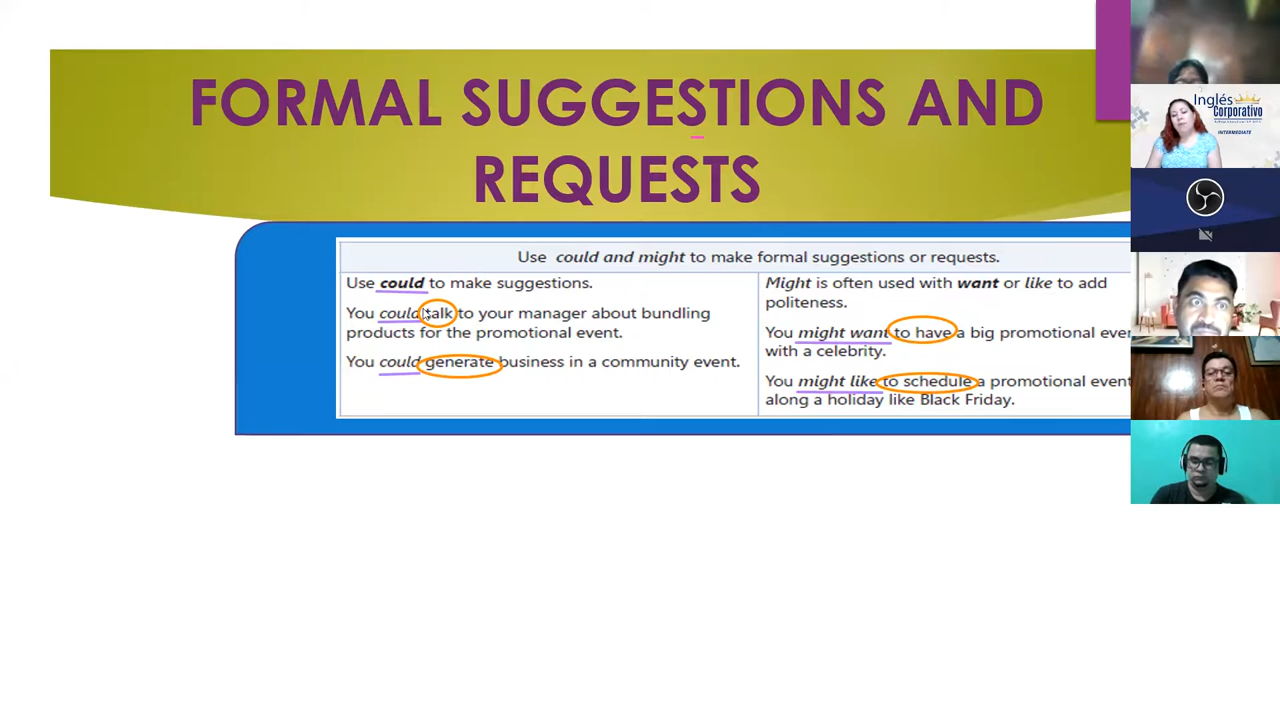 FORMAL SUGGESTIONS AND
REQUESTS
Use could and might to make formal suggestions or requests.
Use could to make suggestions.
You could talk to your manager about bundling
products for the promotional event.
You could generate business in a community event.
Might is often used with want or like to add
politeness.
You might want to have a big promotional even
with a celebrity.
You might like to schedule a promotional event
along a holiday like Black Friday.
Inglés
Corporativo
INTERMEDIATE